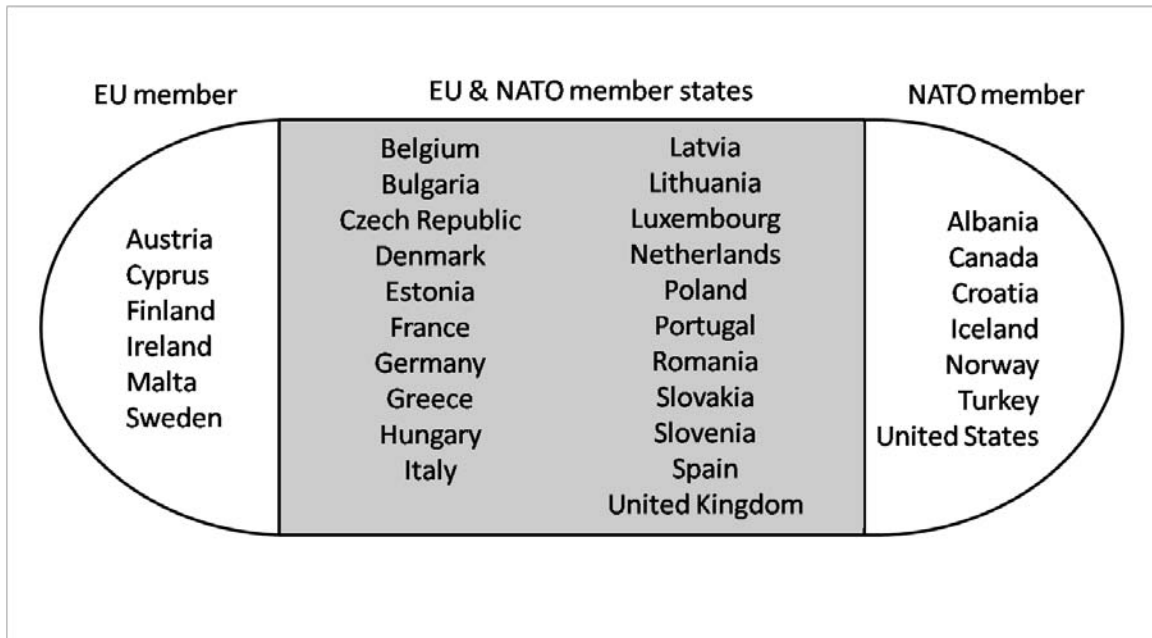 EU member
EU & NATO member states
NATO member
Austria
Cyprus
Finland
Ireland
Malta
Sweden
Belgium
Bulgaria
Czech Republic
Denmark
Estonia
France
Germany
Greece
Hungary
Italy
Latvia
Lithuania
Luxembourg
Netherlands
Poland
Portugal
Romania
Slovakia
Slovenia
Spain
United Kingdom
Albania
Canada
Croatia
Iceland
Norway
Turkey
United States